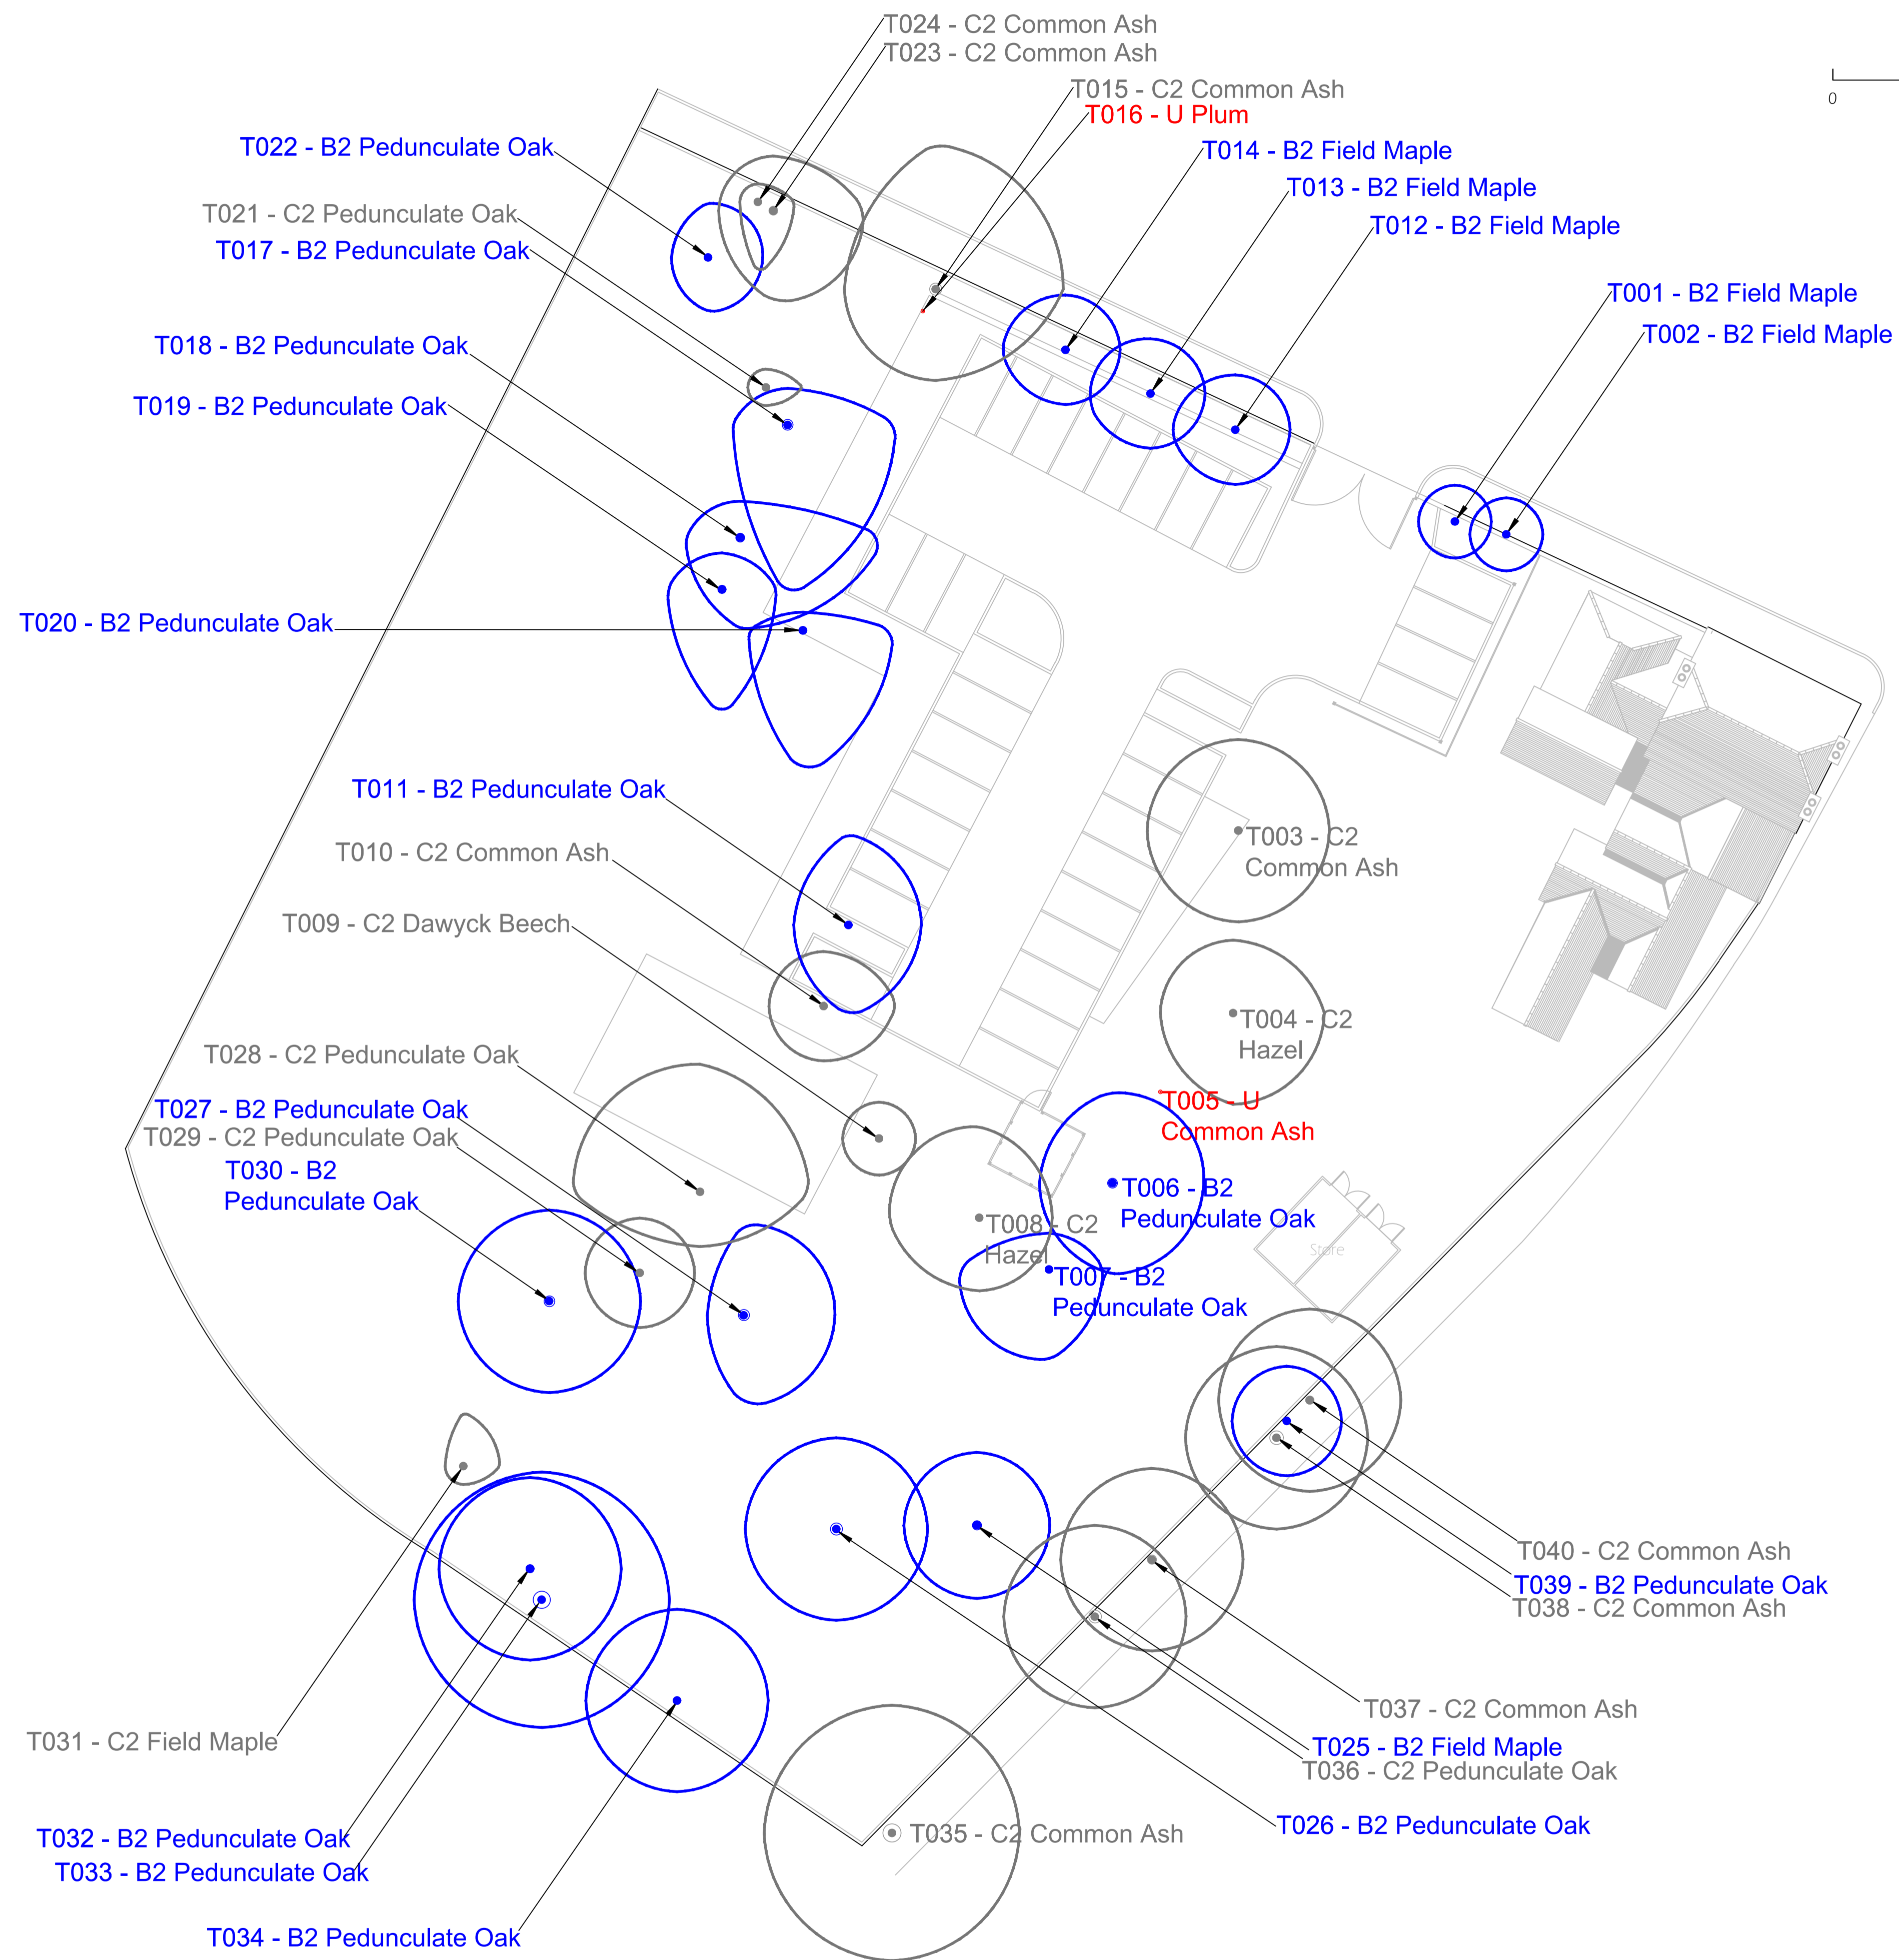 T024 - C2 Common Ash
T023 - C2 Common Ash
T015 - C2 Common Ash
0
T016 - U Plum
T022 - B2 Pedunculate Oak
T014 - B2 Field Maple
T013 - B2 Field Maple
T021 - C2 Pedunculate Oak
T012 - B2 Field Maple
T017 - B2 Pedunculate Oak
T001 - B2 Field Maple
T002 - B2 Field Maple
T018 - B2 Pedunculate Oak
T019 - B2 Pedunculate Oak
T020 - B2 Pedunculate Oak
T011 - B2 Pedunculate Oak
T003 - C2
Common Ash
T010 - C2 Common Ash
T009 - C2 Dawyck Beech
T004 - C2
Hazel
T028 - C2 Pedunculate Oak
T005 - U
Common Ash
T027 - B2 Pedunculate Oak
T029 - C2 Pedunculate Oak
T030 - B2
Pedunculate Oak
T006 - B2
Pedunculate Oak
T008 - C2
Hazel
Store
T007 - B2
Pedunculate Oak
T040 - C2 Common Ash
T039 - B2 Pedunculate Oak
T038 - C2 Common Ash
T037 - C2 Common Ash
T031 - C2 Field Maple
T025 - B2 Field Maple
T036 - C2 Pedunculate Oak
T026 - B2 Pedunculate Oak
T035 - C2 Common Ash
T032 - B2 Pedunculate Oak
T033 - B2 Pedunculate Oak
T034 - B2 Pedunculate Oak